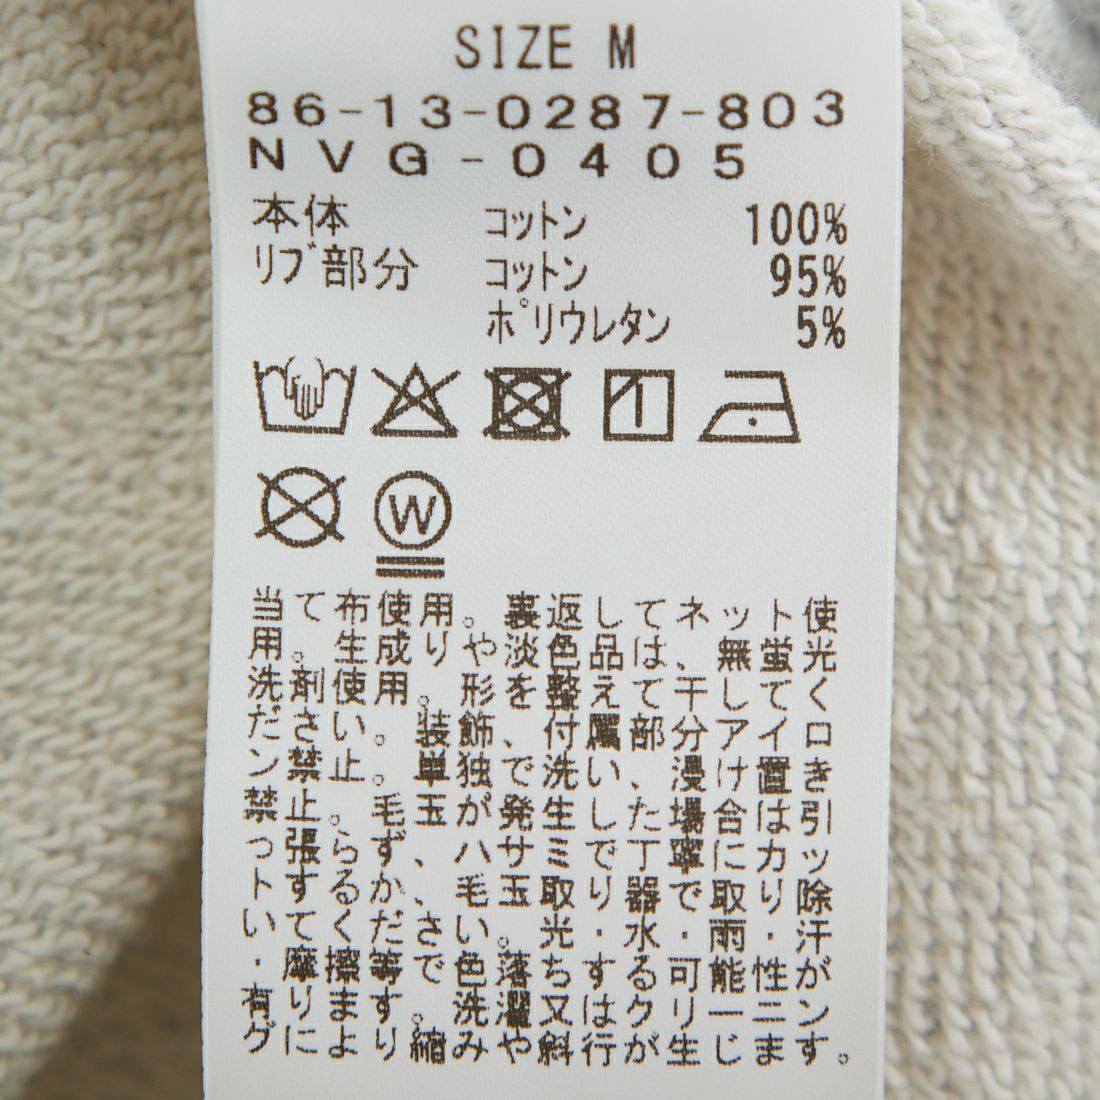 SIZE M
86-13-0287-803
NVG-0405
本体 コットン 100%
リブ部分 コットン 95%
ポリウレタン 5%
W
当て布使用。裏返してネット使
用。生成りや淡色品は、無蛍光
洗剤使用。形を整えて干してく
ださい。装飾、付属部分アイロ
ン禁止。単独で洗い、浸け置き
禁止。毛玉が発生した場合は引
っ張らず、ハサミで丁寧にカッ
トするか、毛玉取り器で取り除
いてください。光・水・雨・汗
・摩擦等で色落ちする可能性が
有ります。洗濯又はクリーニン
グにより縮みや斜行が生じます。